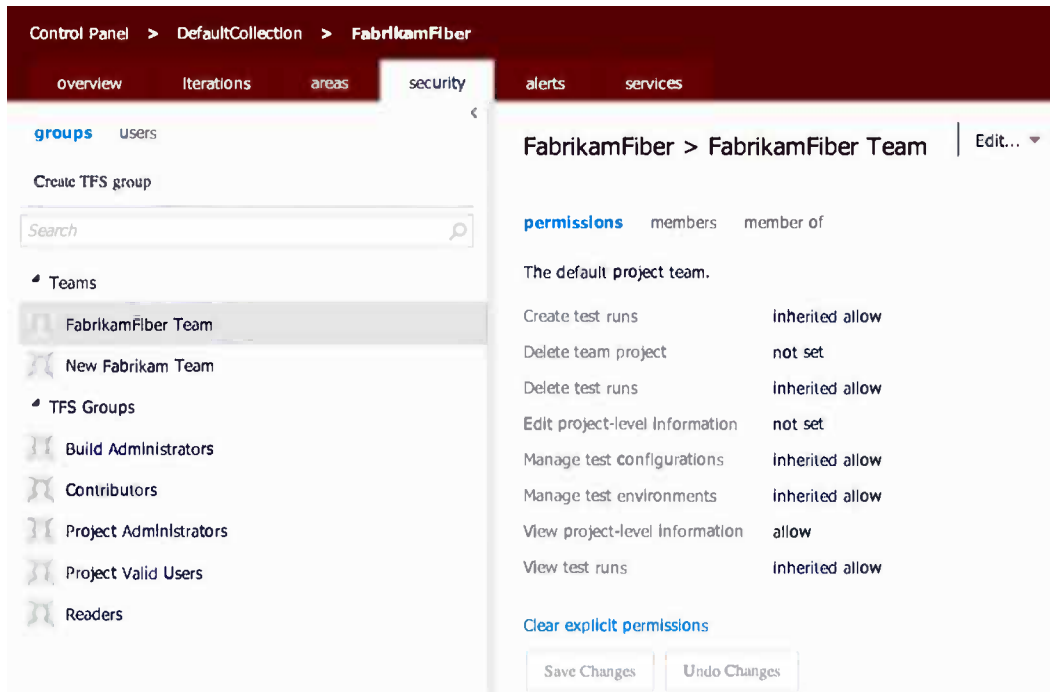 Control Panel > DefaultCollection > FabrikamFiber
overview iterations areas security alerts services
groups users
Create TFS group
Search
Teams
FabrikamFiber Team
New Fabrikam Team
TFS Groups
Build Administrators
Contributors
Project Administrators
Project Valid Users
Readers
FabrikamFiber > FabrikamFiber Team Edit...
permissions members member of
The default project team.
Create test runs inherited allow
Delete team project not set
Delete test runs inherited allow
Edit project-level information not set
Manage test configurations inherited allow
Manage test environments inherited allow
View project-level information allow
View test runs inherited allow
Clear explicit permissions
Save Changes Undo Changes